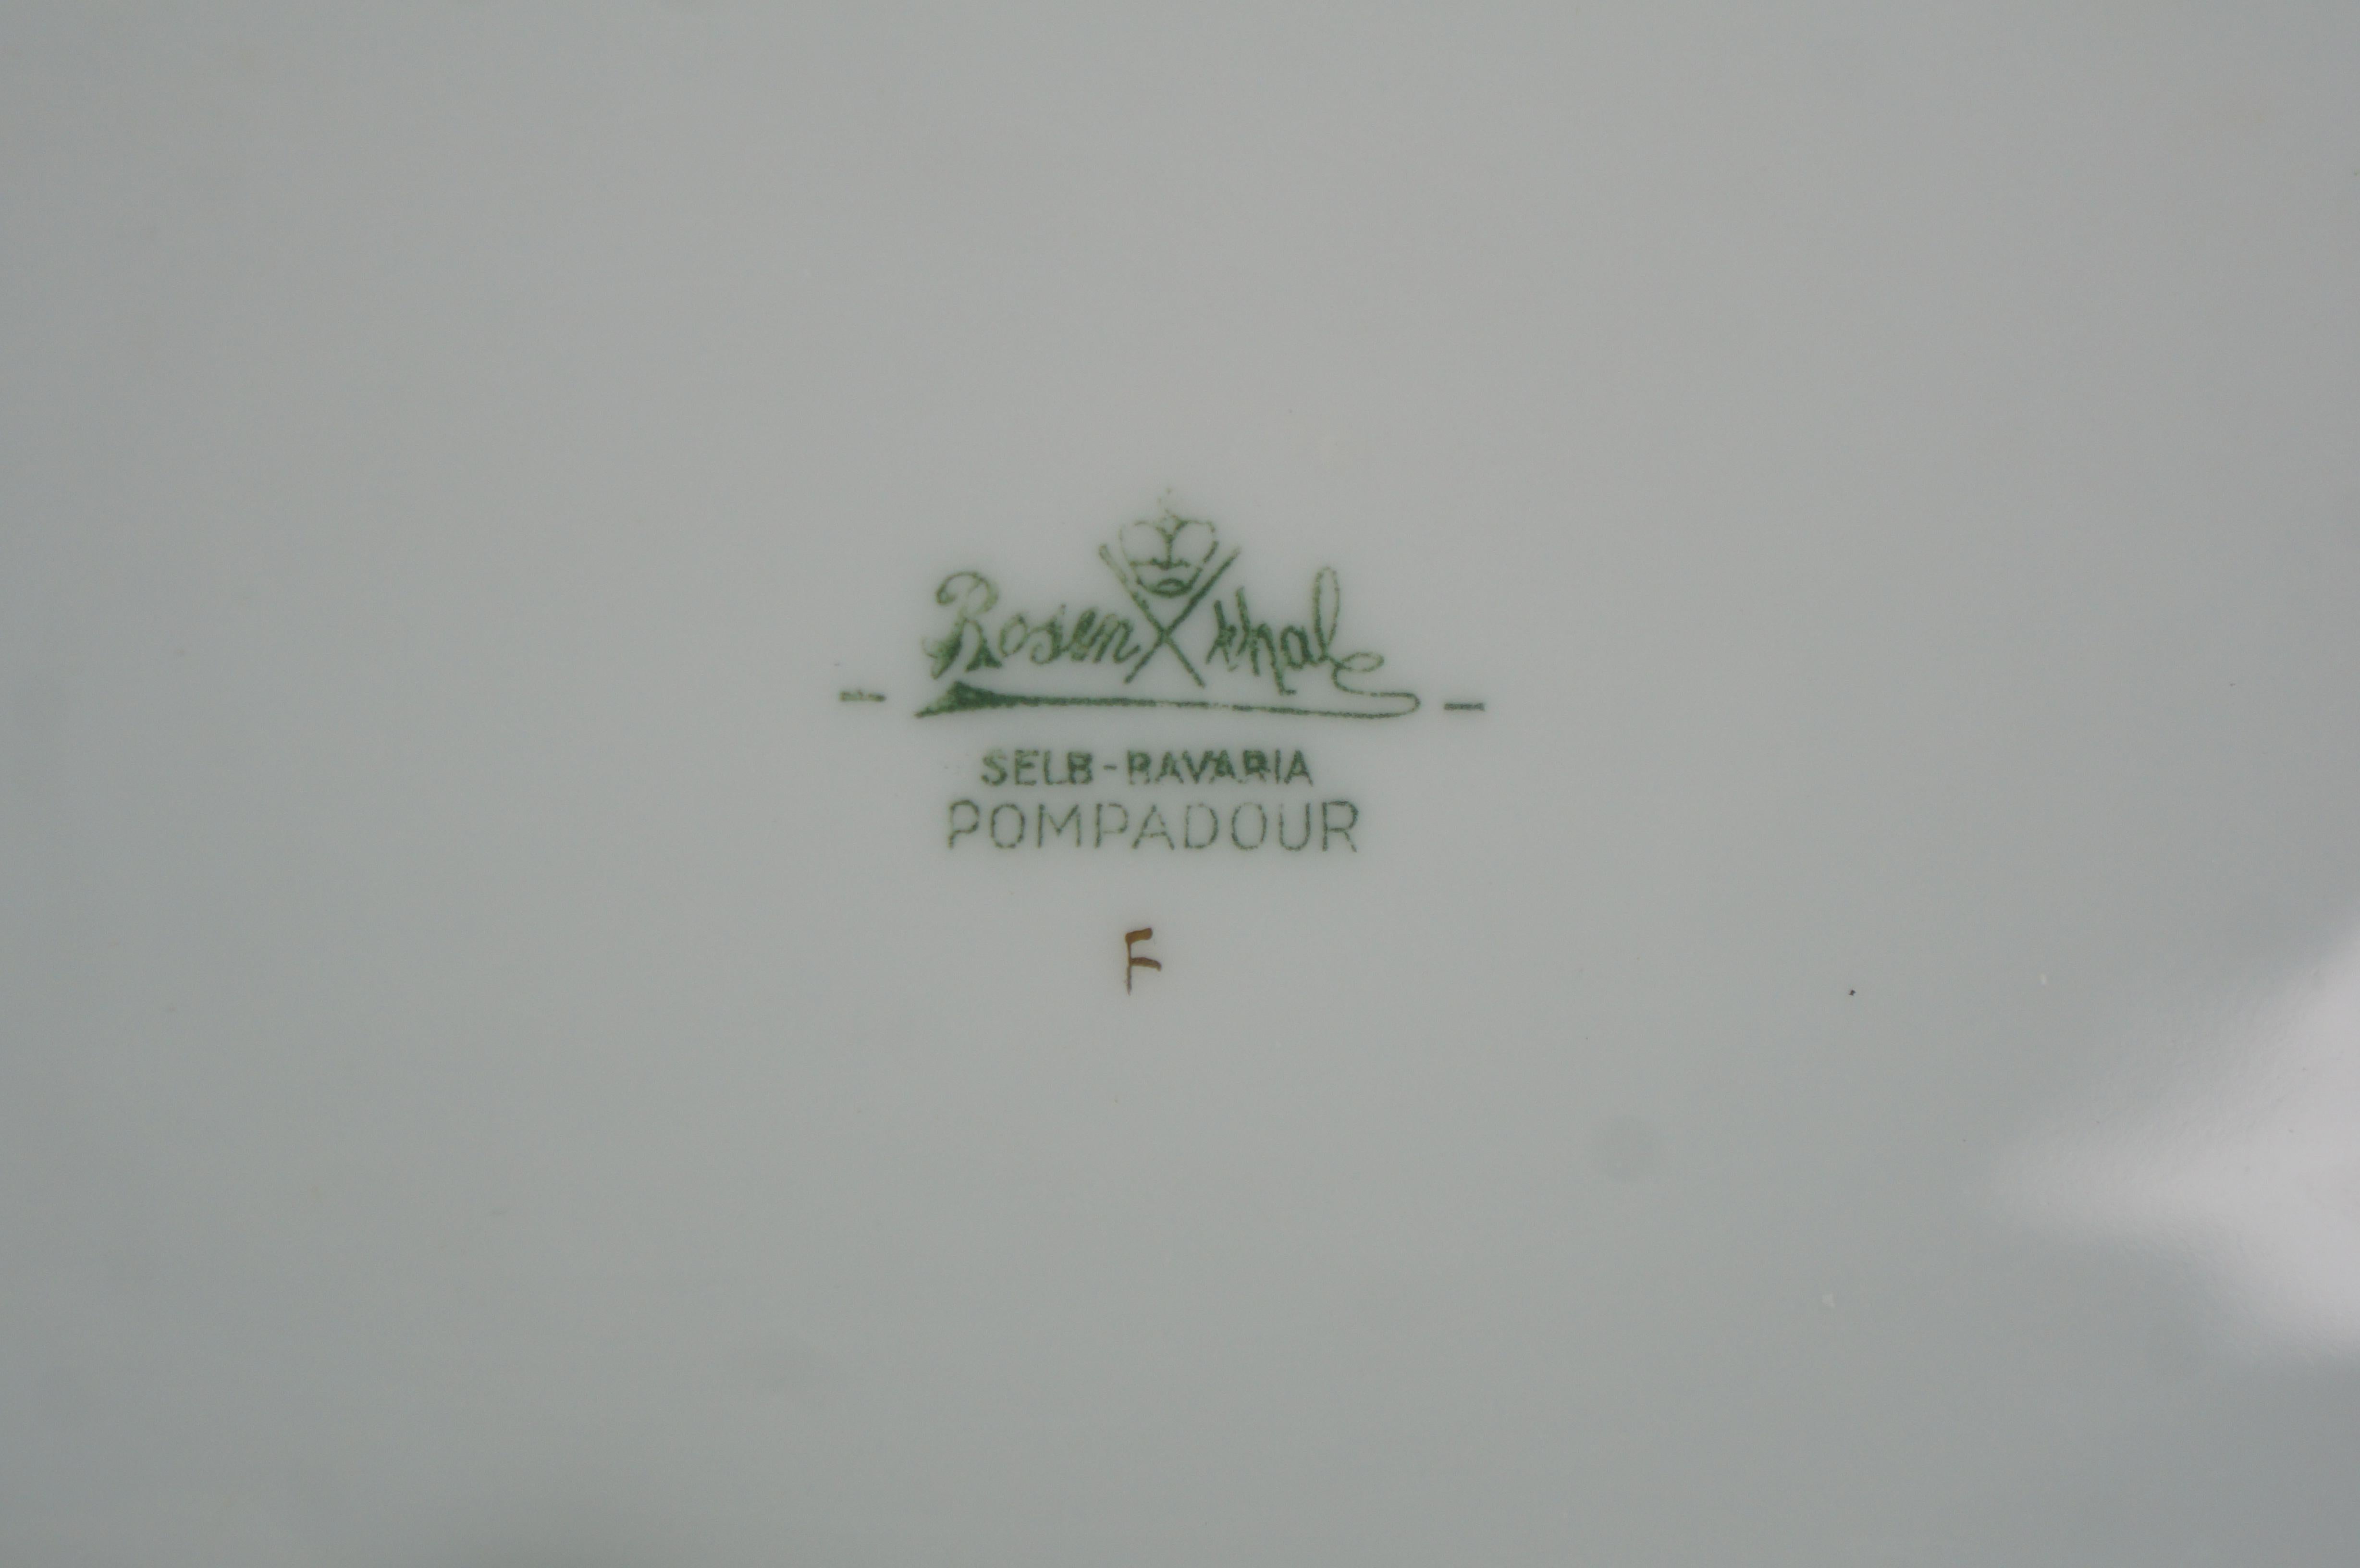 Rosenthal
SELB-BAVARIA
POMPADOUR
F